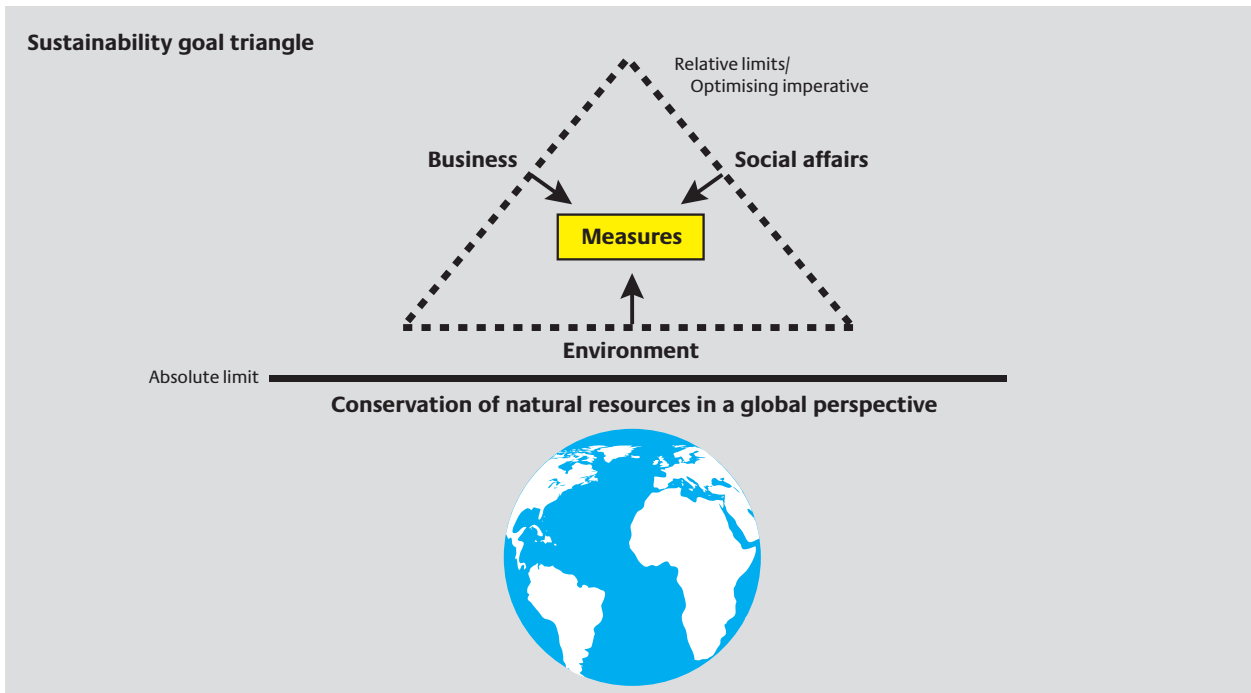 Sustainability goal triangle
Relative limits/
Optimising imperative
Business
Social affairs
Measures
Environment
Absolute limit
Conservation of natural resources in a global perspective